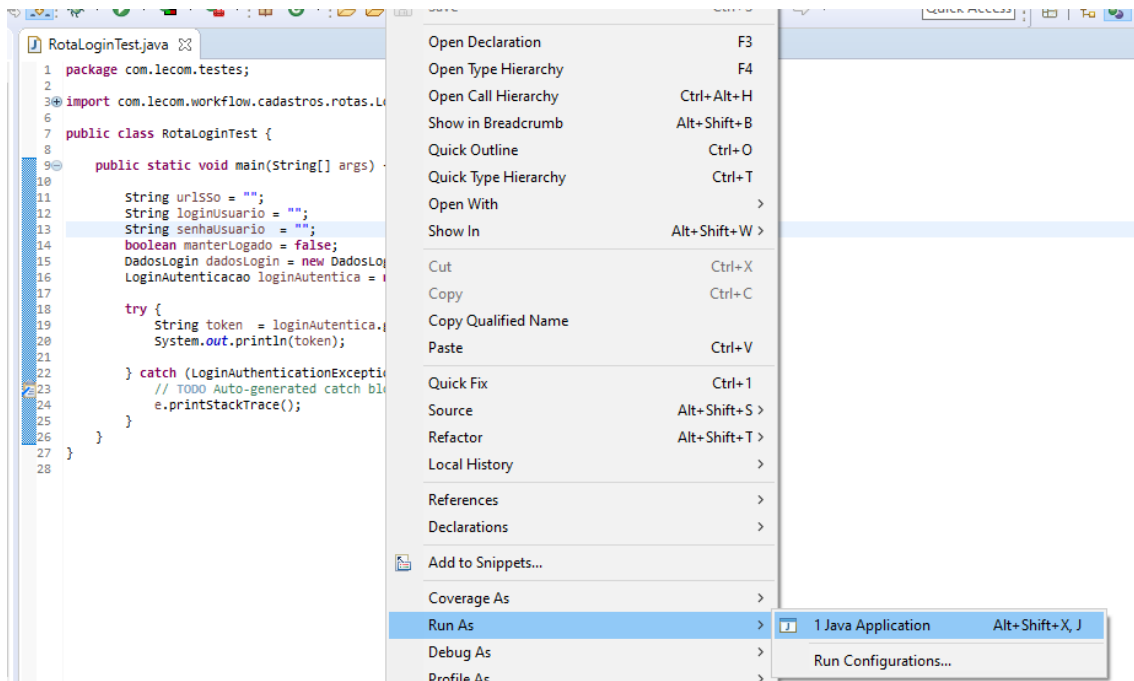 Save Ctrl+S
Quick Access
RotaLoginTest.java
1 package com.lecom.testes;
2
3 import com.lecom.workflow.cadastros.rotas.Lo
6
7 public class RotaLoginTest {
8
9 public static void main(String[] args)
10
11 String urlSSo = "";
12 String loginUsuario = "";
13 String senhaUsuario = "";
14 boolean manterLogado = false;
15 DadosLogin dadosLogin = new DadosLog
16 LoginAutenticacao loginAutentica =
17
18 try {
19 String token = loginAutentica.g
20 System.out.println(token);
21
22 } catch (LoginAuthenticationExceptio
23 // TODO Auto-generated catch blo
24 e.printStackTrace();
25 }
26 }
27 }
28
Open Declaration F3
Open Type Hierarchy F4
Open Call Hierarchy Ctrl+Alt+H
Show in Breadcrumb Alt+Shift+B
Quick Outline Ctrl+O
Quick Type Hierarchy Ctrl+T
Open With >
Show In Alt+Shift+W >
Cut Ctrl+X
Copy Ctrl+C
Copy Qualified Name
Paste Ctrl+V
Quick Fix Ctrl+1
Source Alt+Shift+S >
Refactor Alt+Shift+T >
Local History >
References >
Declarations >
Add to Snippets...
Coverage As >
Run As >
Debug As >
Profile As >
1 Java Application Alt+Shift+X, J
Run Configurations...